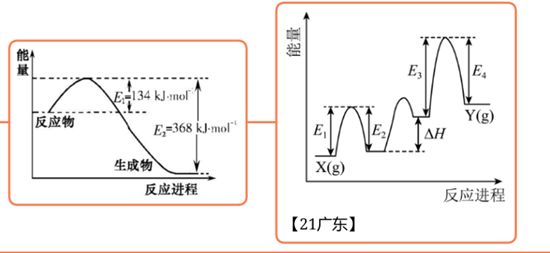 能量
E₁=134 kJ·mol⁻¹
反应物
E₂=368 kJ·mol⁻¹
生成物
反应进程
能量
E₃
E₄
E₁
E₂
ΔH
Y(g)
X(g)
反应进程
【21广东】